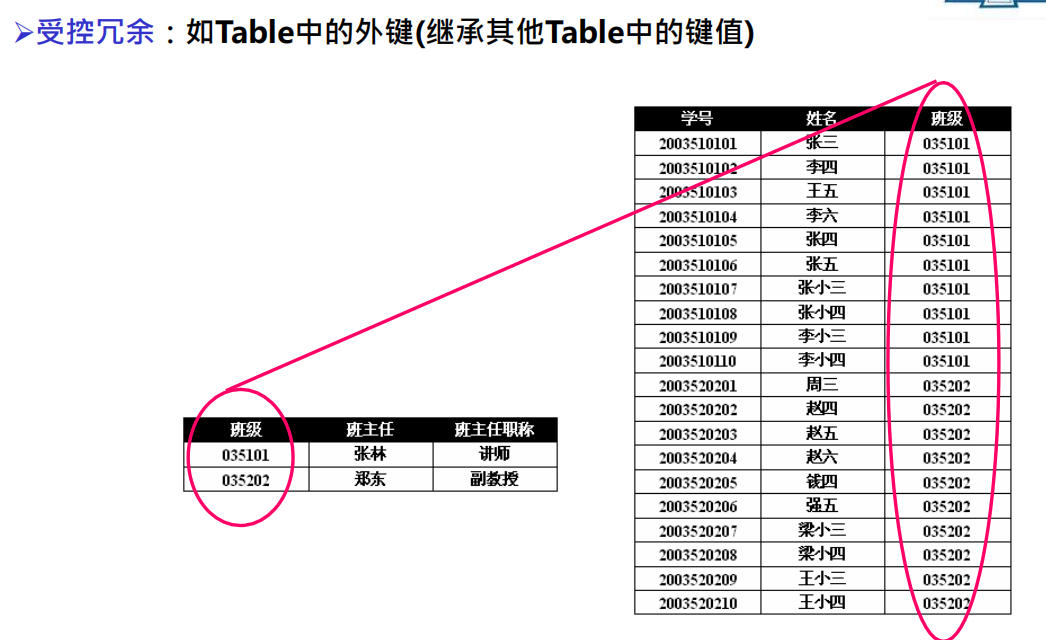 ➢受控冗余：如Table中的外键(继承其他Table中的键值)
学号 姓名 班级
2003510101 张三 035101
2003510102 李四 035101
2003510103 王五 035101
2003510104 李六 035101
2003510105 张四 035101
2003510106 张五 035101
2003510107 张小三 035101
2003510108 张小四 035101
2003510109 李小三 035101
2003510110 李小四 035101
2003520201 周三 035202
2003520202 赵四 035202
2003520203 赵五 035202
2003520204 赵六 035202
2003520205 钱四 035202
2003520206 强五 035202
2003520207 梁小三 035202
2003520208 梁小四 035202
2003520209 王小三 035202
2003520210 王小四 035202
班级 班主任 班主任职称
035101 张林 讲师
035202 郑东 副教授